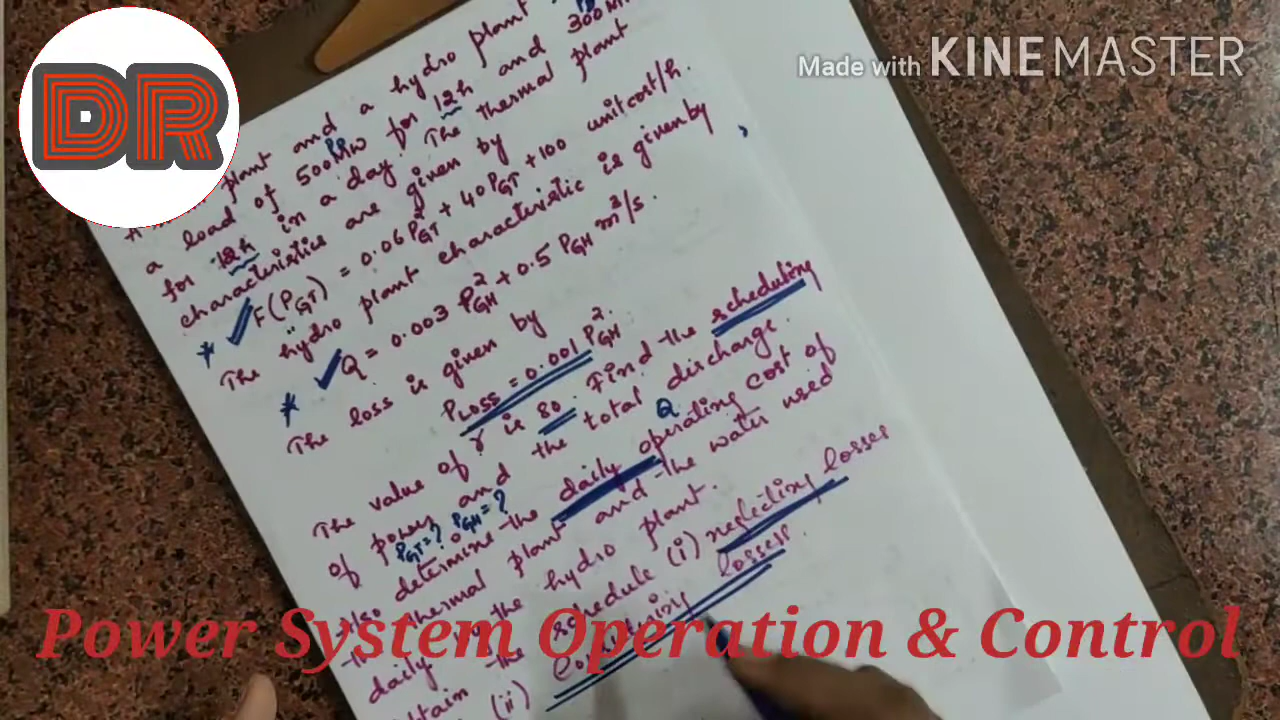 DR
Made with KINEMASTER
plant and a hydro plant
a load of 500MW for 12h and 300MW
PD
for 12h in a day. The thermal plant
characteristics are given by
* F(PGT) = 0.06 P²GT + 40PGT + 100 unitcost/h.
The hydro plant characteristic is given by
* Q = 0.003 P²GH + 0.5 PGH m³/s.
The loss is given by
PLOSS = 0.001 P²GH.
The value of γ is 80. Find the scheduling
of power and the total discharge.
PGT=? PGH=? Q
Also determine the daily operating cost of
the thermal plant and the water used
daily by the hydro plant.
the schedule (i) neglecting losses
(ii) considering losses.
Power System Operation & Control